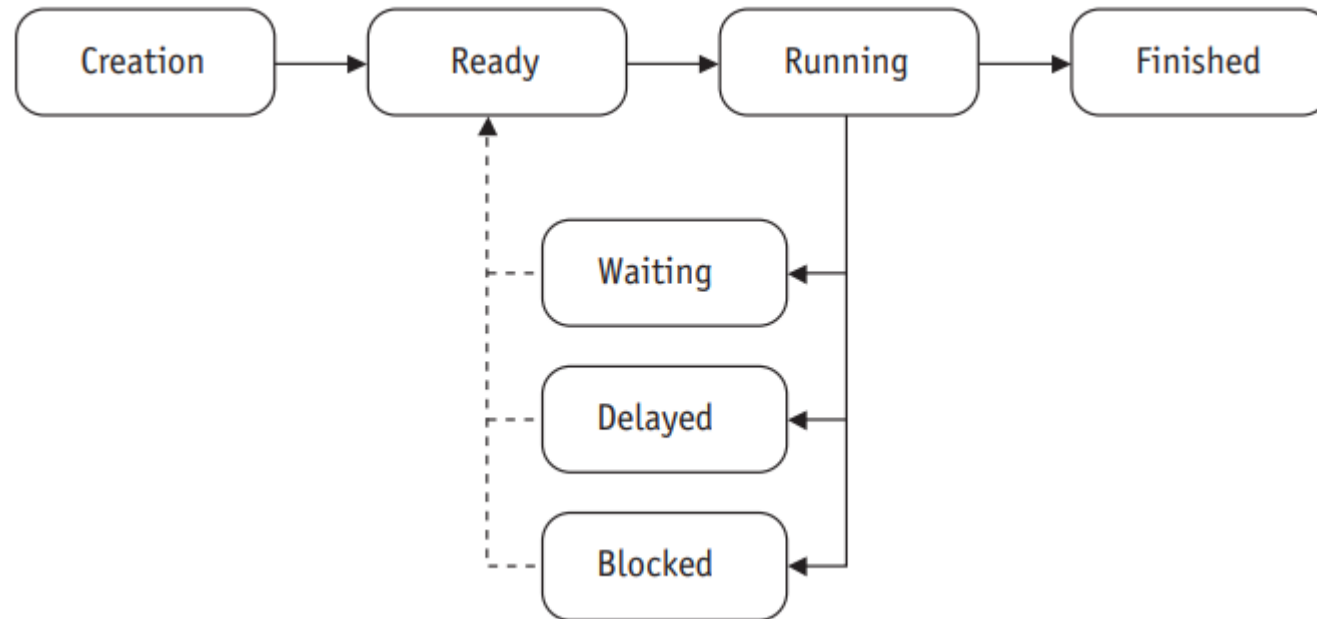 Creation
Ready
Running
Finished
Waiting
Delayed
Blocked